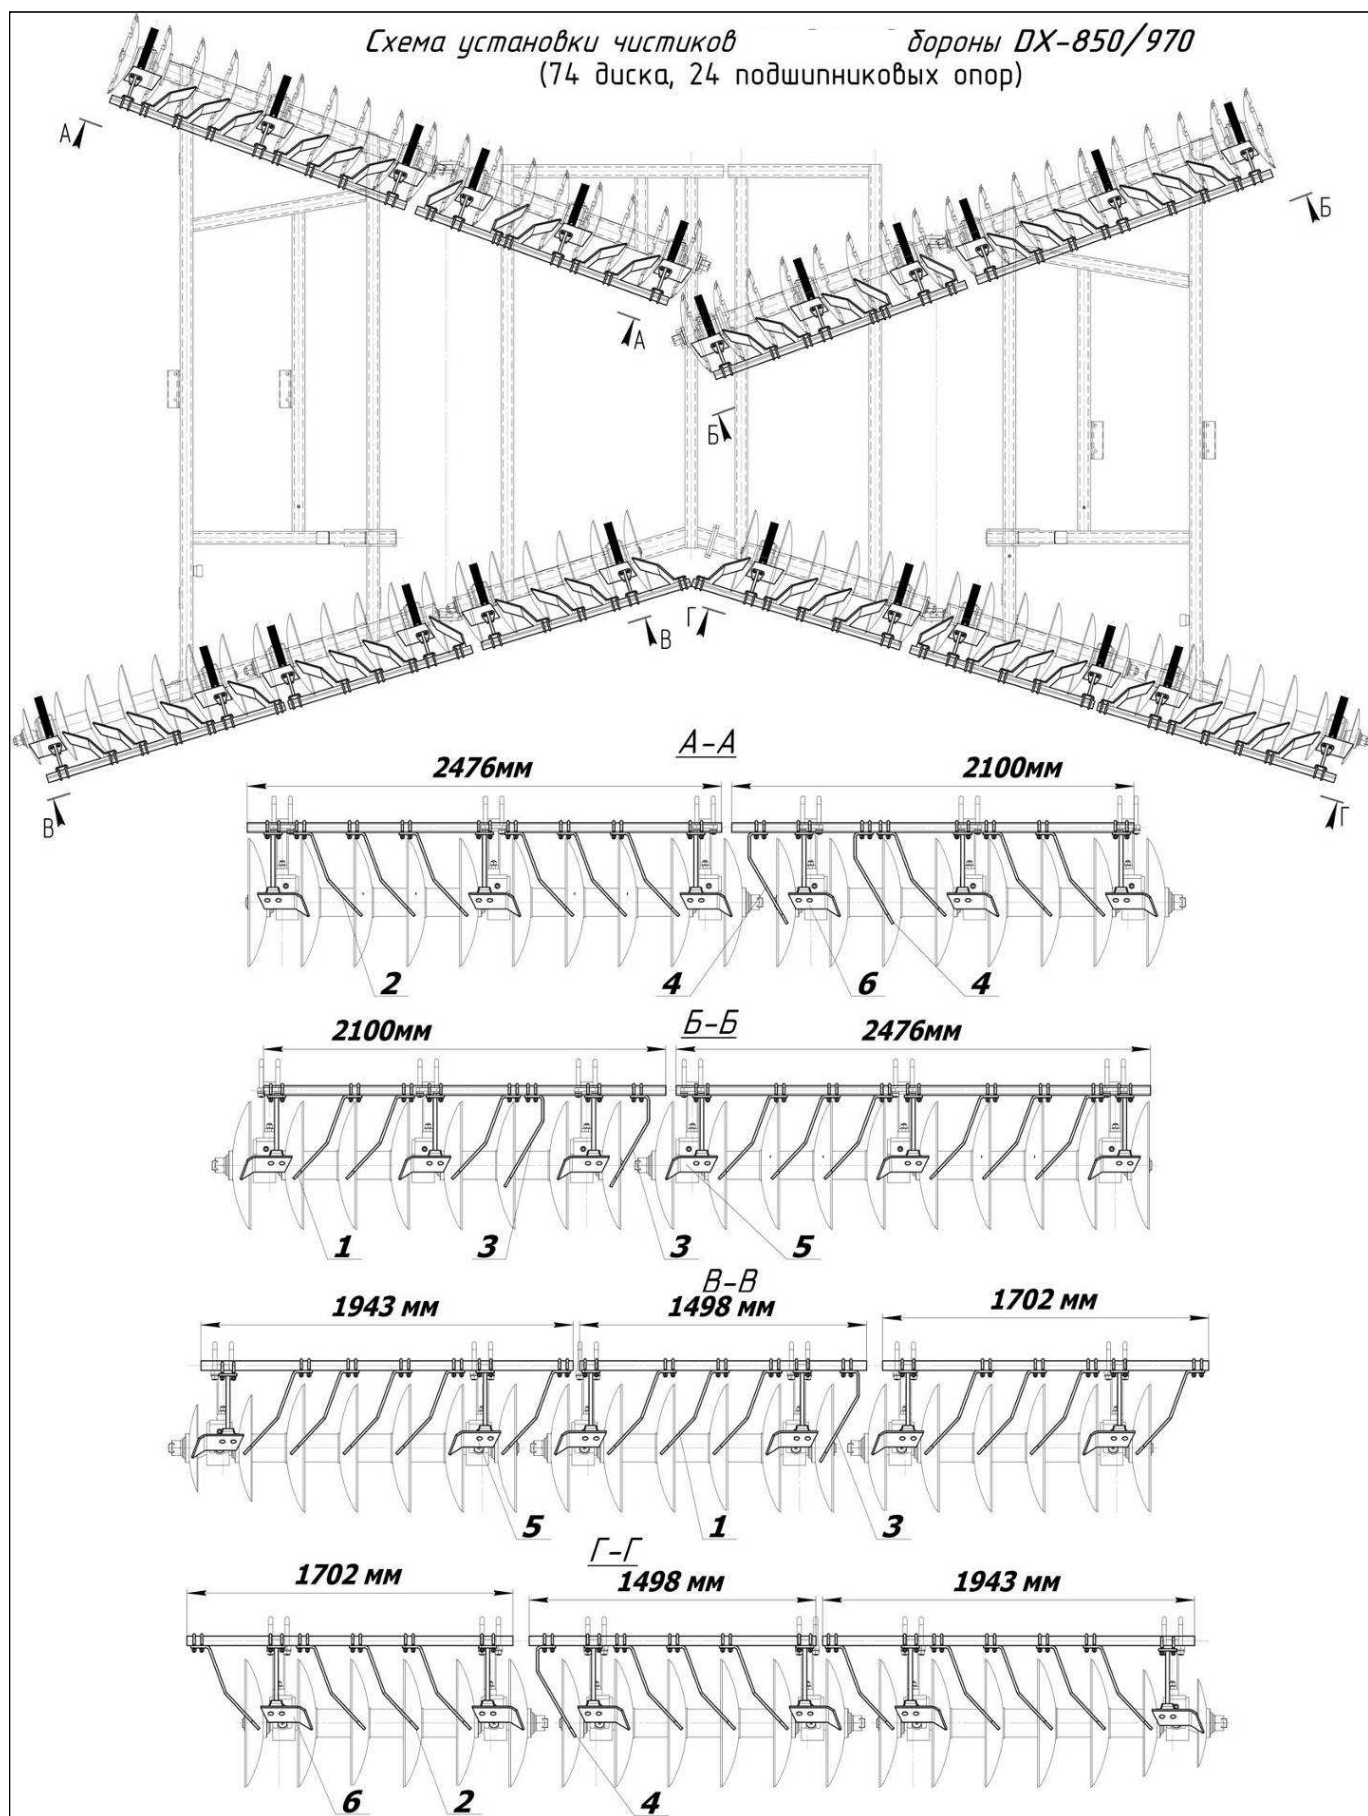 Схема установки чистиков бороны DX-850/970
(74 диска, 24 подшипниковых опор)
А
Б
А
Б
В
Г
В
Г
А-А
2476мм
2100мм
2
4
6
4
Б-Б
2100мм
2476мм
1
3
3
5
В-В
1943 мм
1498 мм
1702 мм
5
1
3
Г-Г
1702 мм
1498 мм
1943 мм
6
2
4